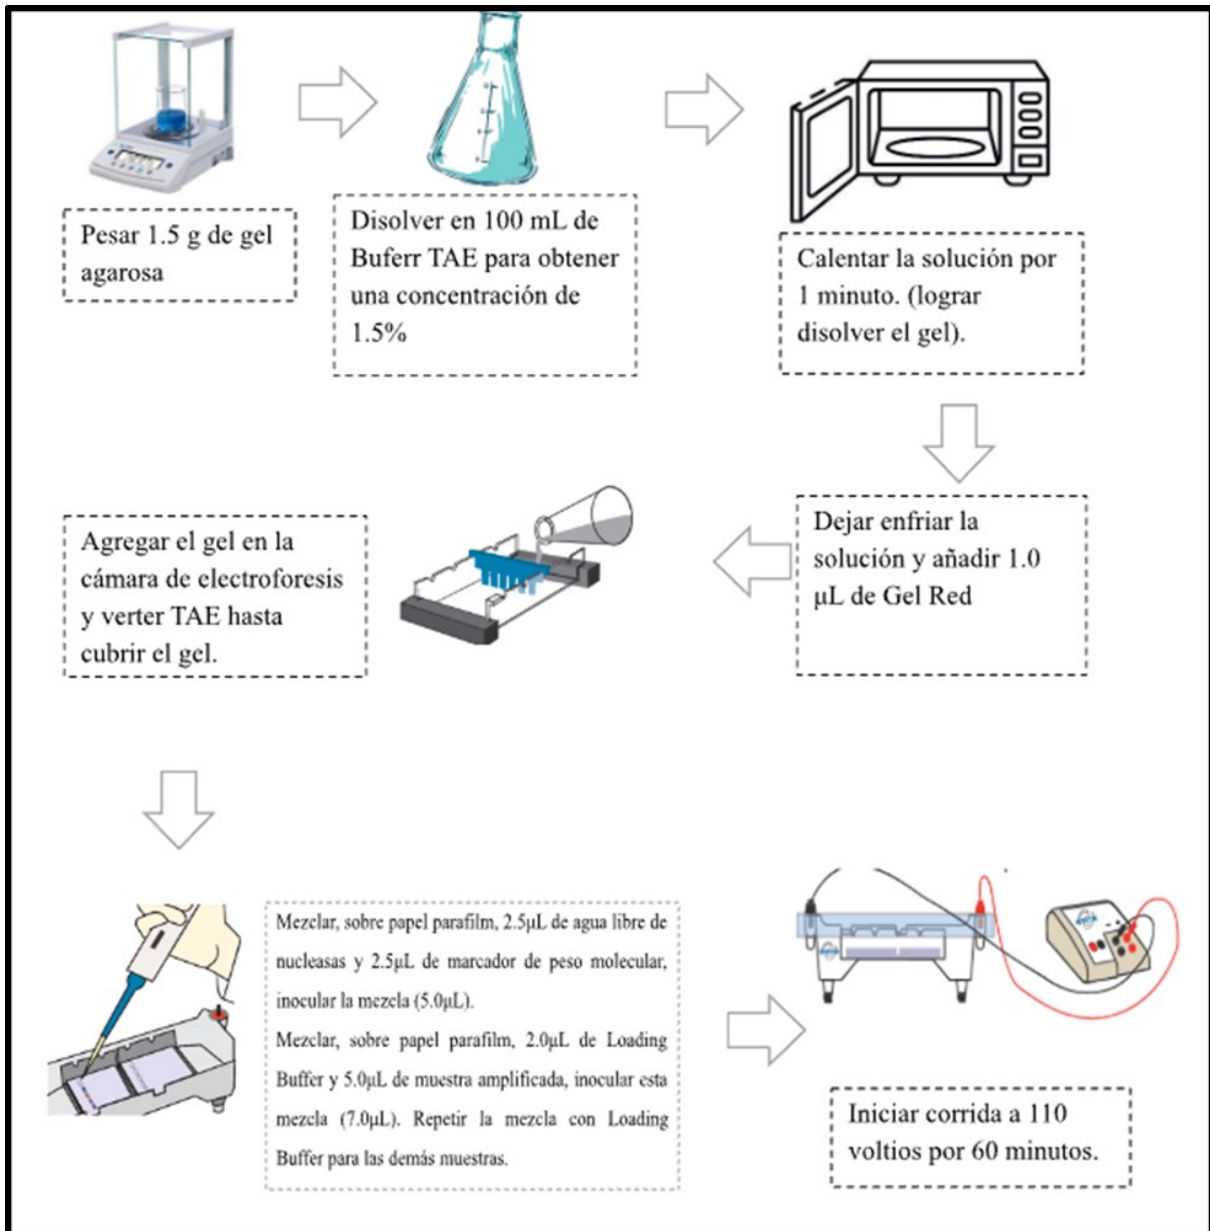 Pesar 1.5 g de gel
agarosa
Disolver en 100 mL de
Buferr TAE para obtener
una concentración de
1.5%
Calentar la solución por
1 minuto. (lograr
disolver el gel).
Dejar enfriar la
solución y añadir 1.0
µL de Gel Red
Agregar el gel en la
cámara de electroforesis
y verter TAE hasta
cubrir el gel.
Mezclar, sobre papel parafilm, 2.5µL de agua libre de
nucleasas y 2.5µL de marcador de peso molecular,
inocular la mezcla (5.0µL).
Mezclar, sobre papel parafilm, 2.0µL de Loading
Buffer y 5.0µL de muestra amplificada, inocular esta
mezcla (7.0µL). Repetir la mezcla con Loading
Buffer para las demás muestras.
Iniciar corrida a 110
voltios por 60 minutos.